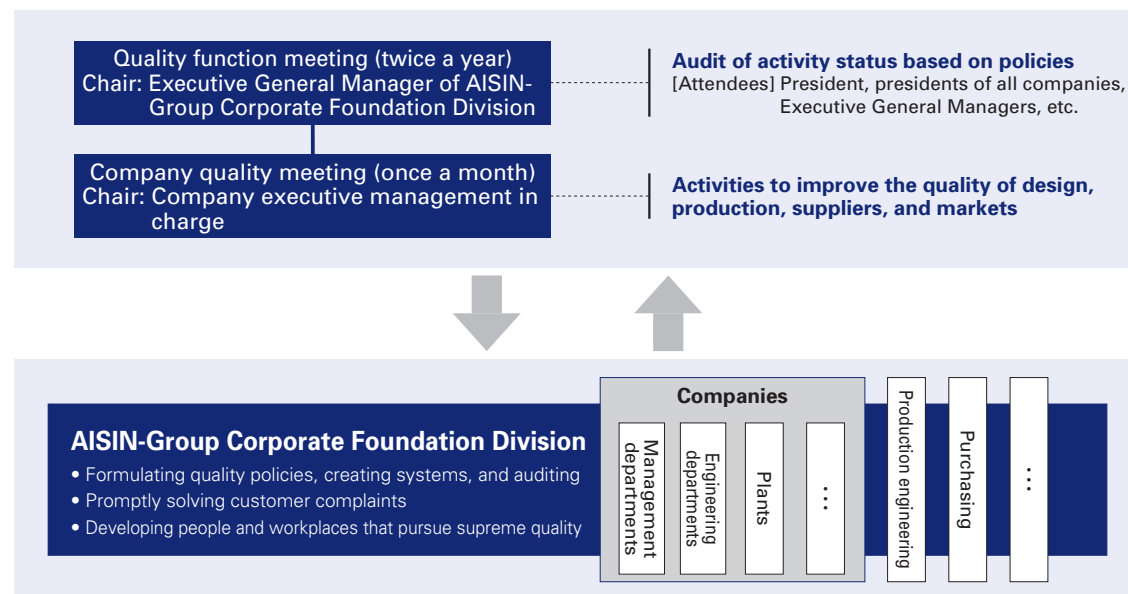 Quality function meeting (twice a year)
Chair: Executive General Manager of AISIN-
Group Corporate Foundation Division
Audit of activity status based on policies
[Attendees] President, presidents of all companies,
Executive General Managers, etc.
Company quality meeting (once a month)
Chair: Company executive management in
charge
Activities to improve the quality of design,
production, suppliers, and markets
AISIN-Group Corporate Foundation Division
• Formulating quality policies, creating systems, and auditing
• Promptly solving customer complaints
• Developing people and workplaces that pursue supreme quality
Companies
Management
departments
Engineering
departments
Plants
...
Production engineering
Purchasing
...